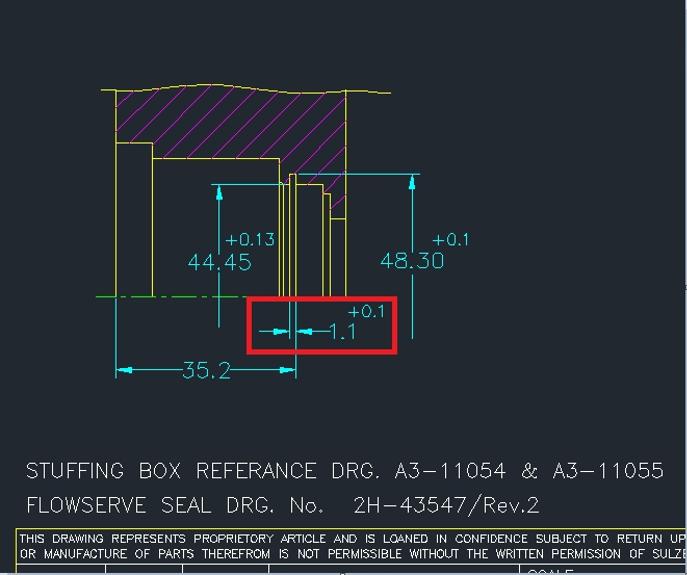 +0.13
44.45
+0.1
48.30
+0.1
1.1
35.2
STUFFING BOX REFERANCE DRG. A3-11054 & A3-11055
FLOWSERVE SEAL DRG. No. 2H-43547/Rev.2
THIS DRAWING REPRESENTS PROPRIETORY ARTICLE AND IS LOANED IN CONFIDENCE SUBJECT TO RETURN UP
OR MANUFACTURE OF PARTS THEREFROM IS NOT PERMISSIBLE WITHOUT THE WRITTEN PERMISSION OF SULZE